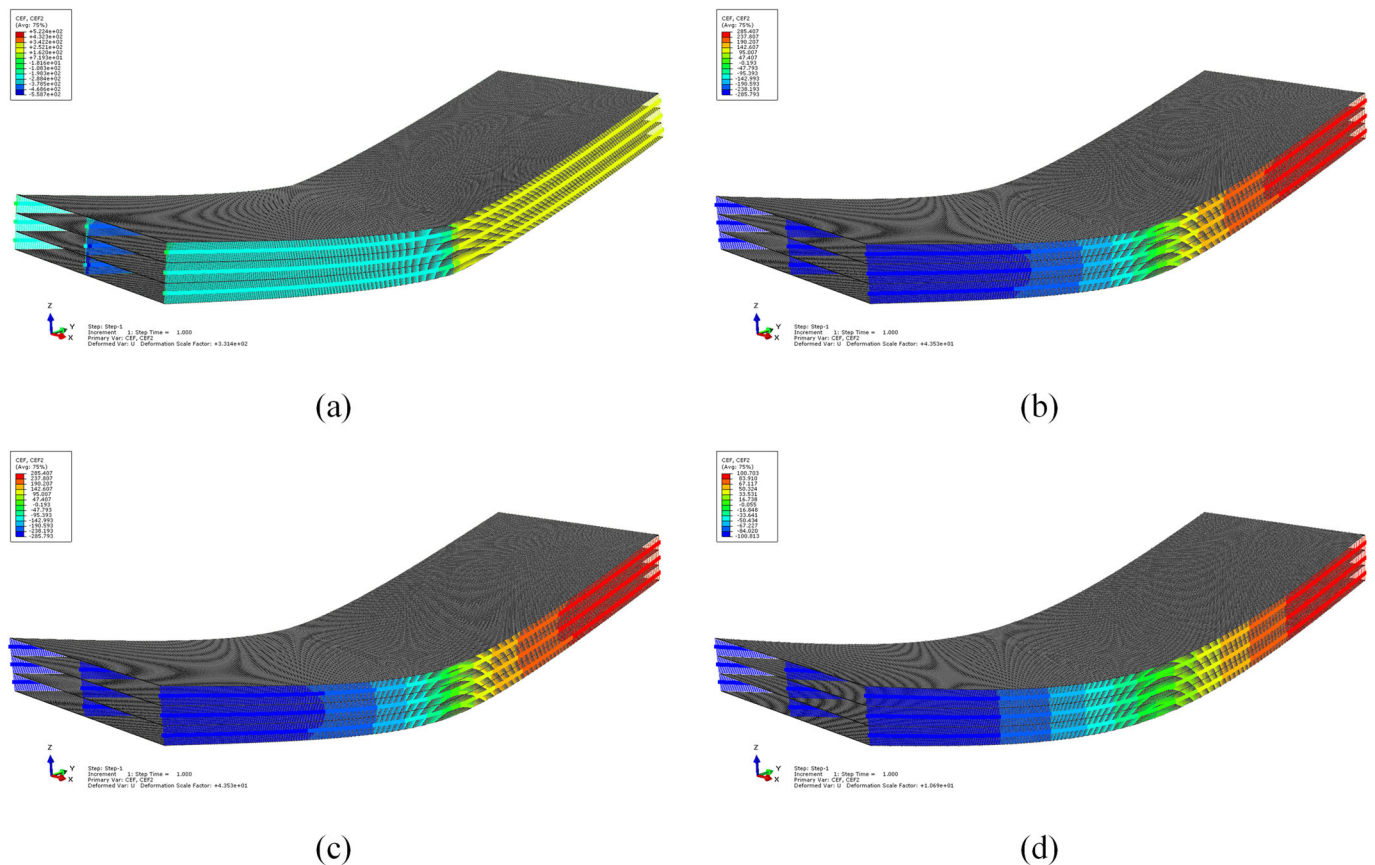 CEF, CEF2
(Avg: 75%)
+5.224e+02
+4.323e+02
+3.422e+02
+2.521e+02
+1.620e+02
+7.193e+01
-1.816e+01
-1.083e+02
-1.983e+02
-2.884e+02
-3.785e+02
-4.686e+02
-5.587e+02
Z
Y
X
Step: Step-1
Increment 1: Step Time = 1.000
Primary Var: CEF, CEF2
Deformed Var: U Deformation Scale Factor: +3.314e+02
(a)
CEF, CEF2
(Avg: 75%)
285.407
237.807
190.207
142.607
95.007
47.407
-0.193
-47.793
-95.393
-142.993
-190.593
-238.193
-285.793
Z
Y
X
Step: Step-1
Increment 1: Step Time = 1.000
Primary Var: CEF, CEF2
Deformed Var: U Deformation Scale Factor: +4.353e+01
(b)
CEF, CEF2
(Avg: 75%)
285.407
237.807
190.207
142.607
95.007
47.407
-0.193
-47.793
-95.393
-142.993
-190.593
-238.193
-285.793
Z
Y
X
Step: Step-1
Increment 1: Step Time = 1.000
Primary Var: CEF, CEF2
Deformed Var: U Deformation Scale Factor: +4.353e+01
(c)
CEF, CEF2
(Avg: 75%)
100.703
83.910
67.117
50.324
33.531
16.738
-0.055
-16.848
-33.641
-50.434
-67.227
-84.020
-100.813
Z
Y
X
Step: Step-1
Increment 1: Step Time = 1.000
Primary Var: CEF, CEF2
Deformed Var: U Deformation Scale Factor: +1.069e+01
(d)